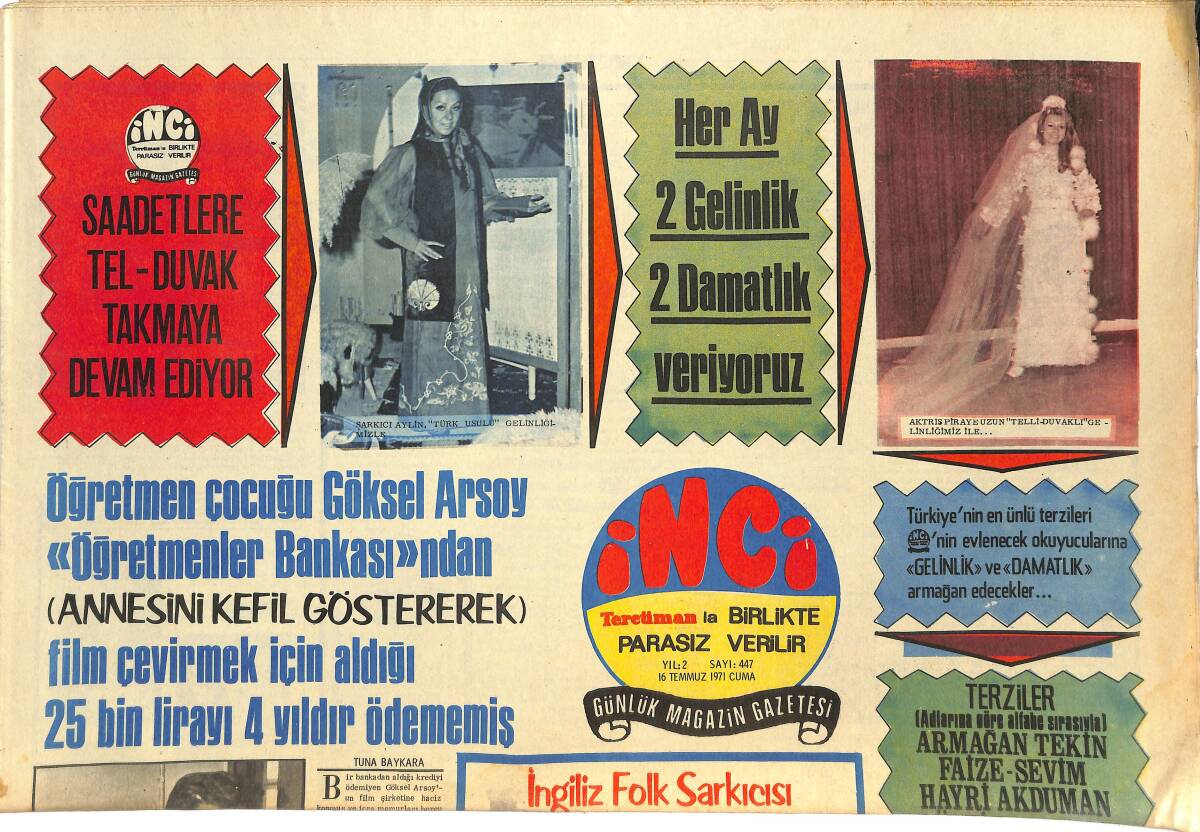 iNCi
Tercüman'la BİRLİKTE
PARASIZ VERİLİR
GÜNLÜK MAGAZİN GAZETESİ
SAADETLERE
TEL-DUVAK
TAKMAYA
DEVAM EDİYOR
ŞARKICI AYLİN, "TÜRK USULÜ" GELİNLİĞİ-
MİZLE
Her Ay
2 Gelinlik
2 Damatlık
veriyoruz
AKTRİS PİRAYE UZUN "TELLİ-DUVAKLI" GE -
LİNLİĞİMİZ İLE...
Öğretmen çocuğu Göksel Arsoy
«Öğretmenler Bankası»ndan
(ANNESİNİ KEFİL GÖSTEREREK)
film çevirmek için aldığı
25 bin lirayı 4 yıldır ödememiş
iNCi
Tercüman la BİRLİKTE
PARASIZ VERİLİR
YIL: 2 SAYI: 447
16 TEMMUZ 1971 CUMA
GÜNLÜK MAGAZİN GAZETESİ
Türkiye'nin en ünlü terzileri
iNCi'nin evlenecek okuyucularına
«GELİNLİK» ve «DAMATLIK»
armağan edecekler...
TERZİLER
(Adlarına göre alfabe sırasıyla)
ARMAĞAN TEKİN
FAİZE-SEVİM
HAYRİ AKDUMAN
TUNA BAYKARA
Bir bankadan aldığı krediyi
ödemiyen Göksel Arsoy'-
un film şirketine haciz
İngiliz Folk Sarkıcısı